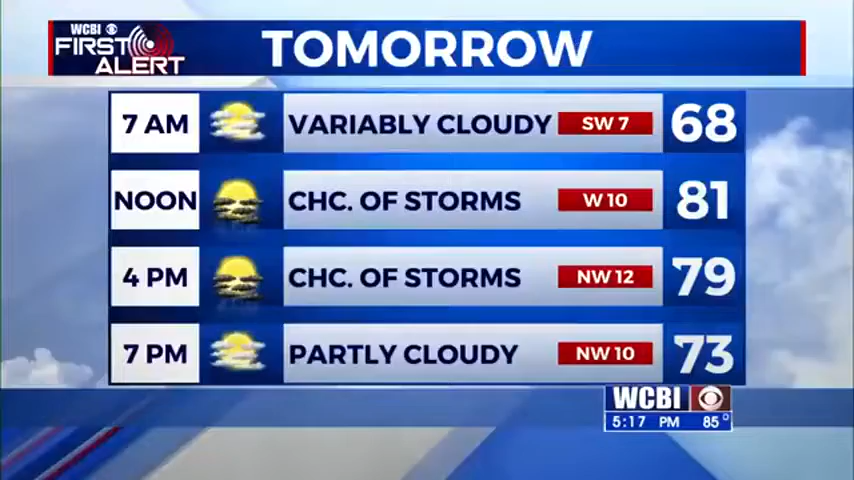 WCBI
FIRST ALERT
TOMORROW
7 AM VARIABLY CLOUDY SW 7 68
NOON CHC. OF STORMS W 10 81
4 PM CHC. OF STORMS NW 12 79
7 PM PARTLY CLOUDY NW 10 73
WCBI
5:17 PM 85°